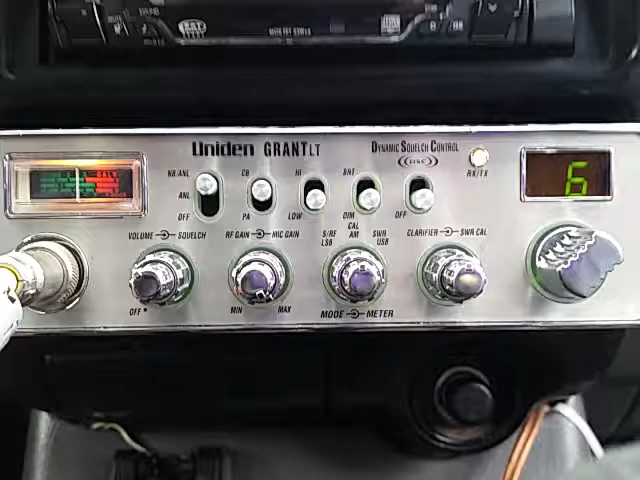 Uniden GRANT LT
DYNAMIC SQUELCH CONTROL
DSC
RX/TX
6
NB ANL
ANL
OFF
CB
PA
HI
LOW
BRT
DIM
OFF
VOLUME SQUELCH
OFF
RF GAIN MIC GAIN
MIN MAX
S/RF
LSB
CAL
AM
SWR
USB
MODE METER
CLARIFIER SWR CAL